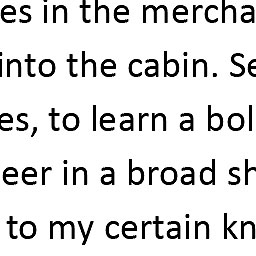 es in the mercha
into the cabin. Se
es, to learn a bol
eer in a broad sh
to my certain kn